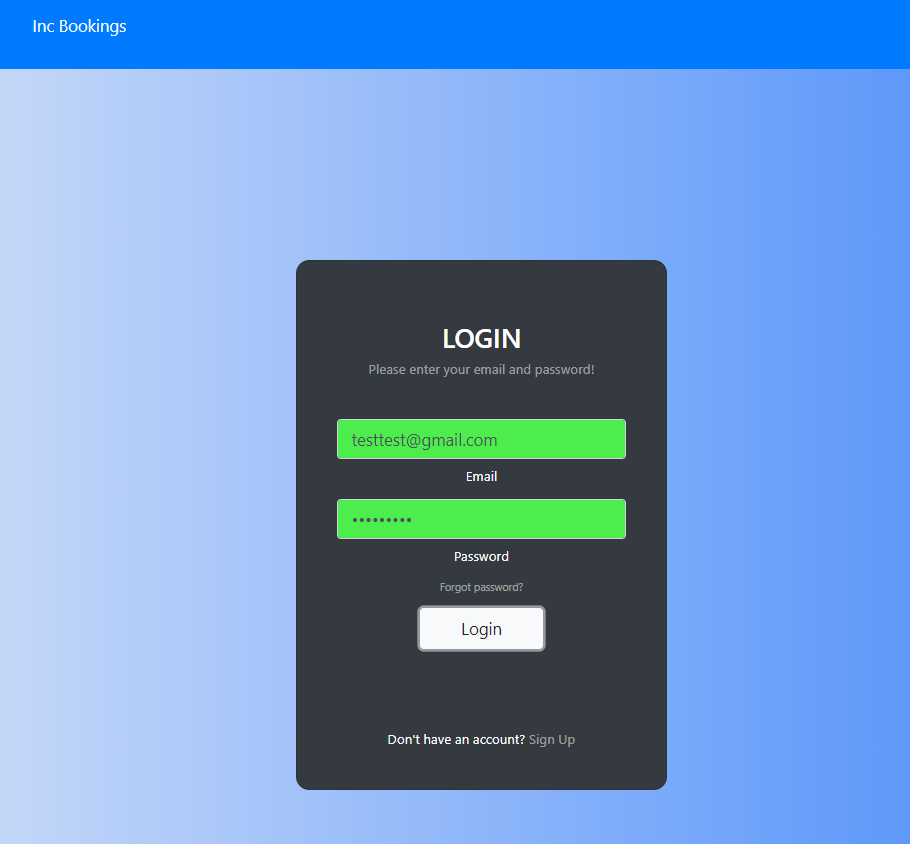 Inc Bookings
LOGIN
Please enter your email and password!
testtest@gmail.com
Email
•••••••••
Password
Forgot password?
Login
Don't have an account? Sign Up